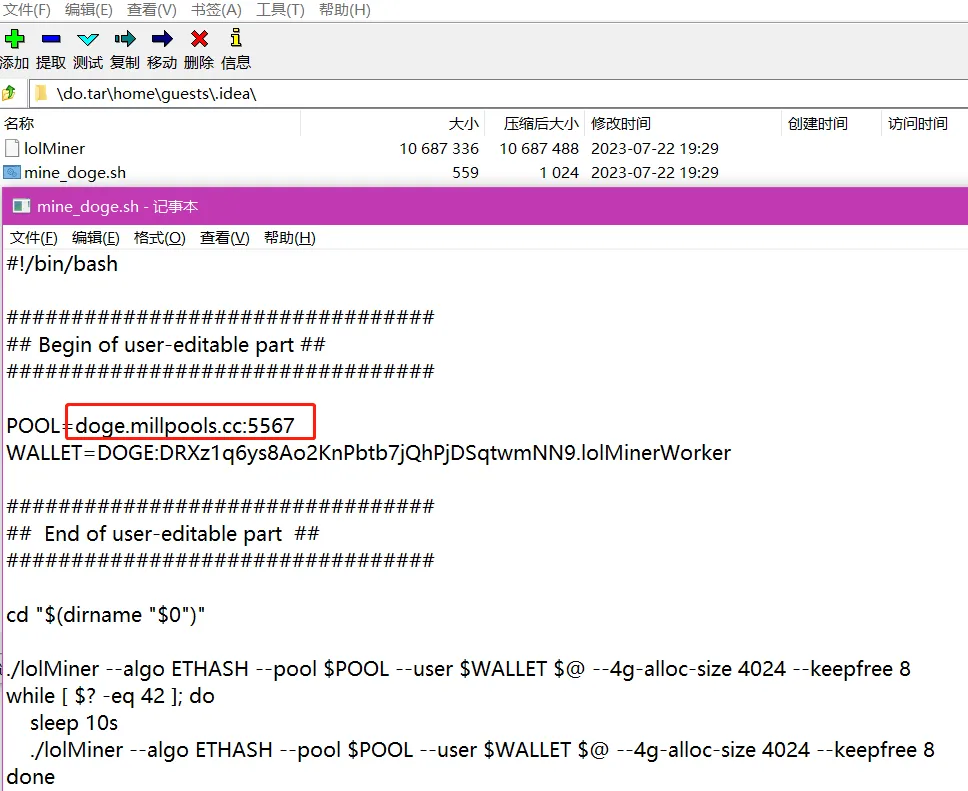 文件(F) 编辑(E) 查看(V) 书签(A) 工具(T) 帮助(H)
添加 提取 测试 复制 移动 删除 信息
\do.tar\home\guests\.idea\
名称 大小 压缩后大小 修改时间 创建时间 访问时间
lolMiner 10 687 336 10 687 488 2023-07-22 19:29
mine_doge.sh 559 1 024 2023-07-22 19:29
mine_doge.sh - 记事本
文件(F) 编辑(E) 格式(O) 查看(V) 帮助(H)
#!/bin/bash
#################################
## Begin of user-editable part ##
#################################
POOL=doge.millpools.cc:5567
WALLET=DOGE:DRXz1q6ys8Ao2KnPbtb7jQhPjDSqtwmNN9.lolMinerWorker
#################################
##  End of user-editable part  ##
#################################
cd "$(dirname "$0")"
./lolMiner --algo ETHASH --pool $POOL --user $WALLET $@ --4g-alloc-size 4024 --keepfree 8
while [ $? -eq 42 ]; do
    sleep 10s
    ./lolMiner --algo ETHASH --pool $POOL --user $WALLET $@ --4g-alloc-size 4024 --keepfree 8
done